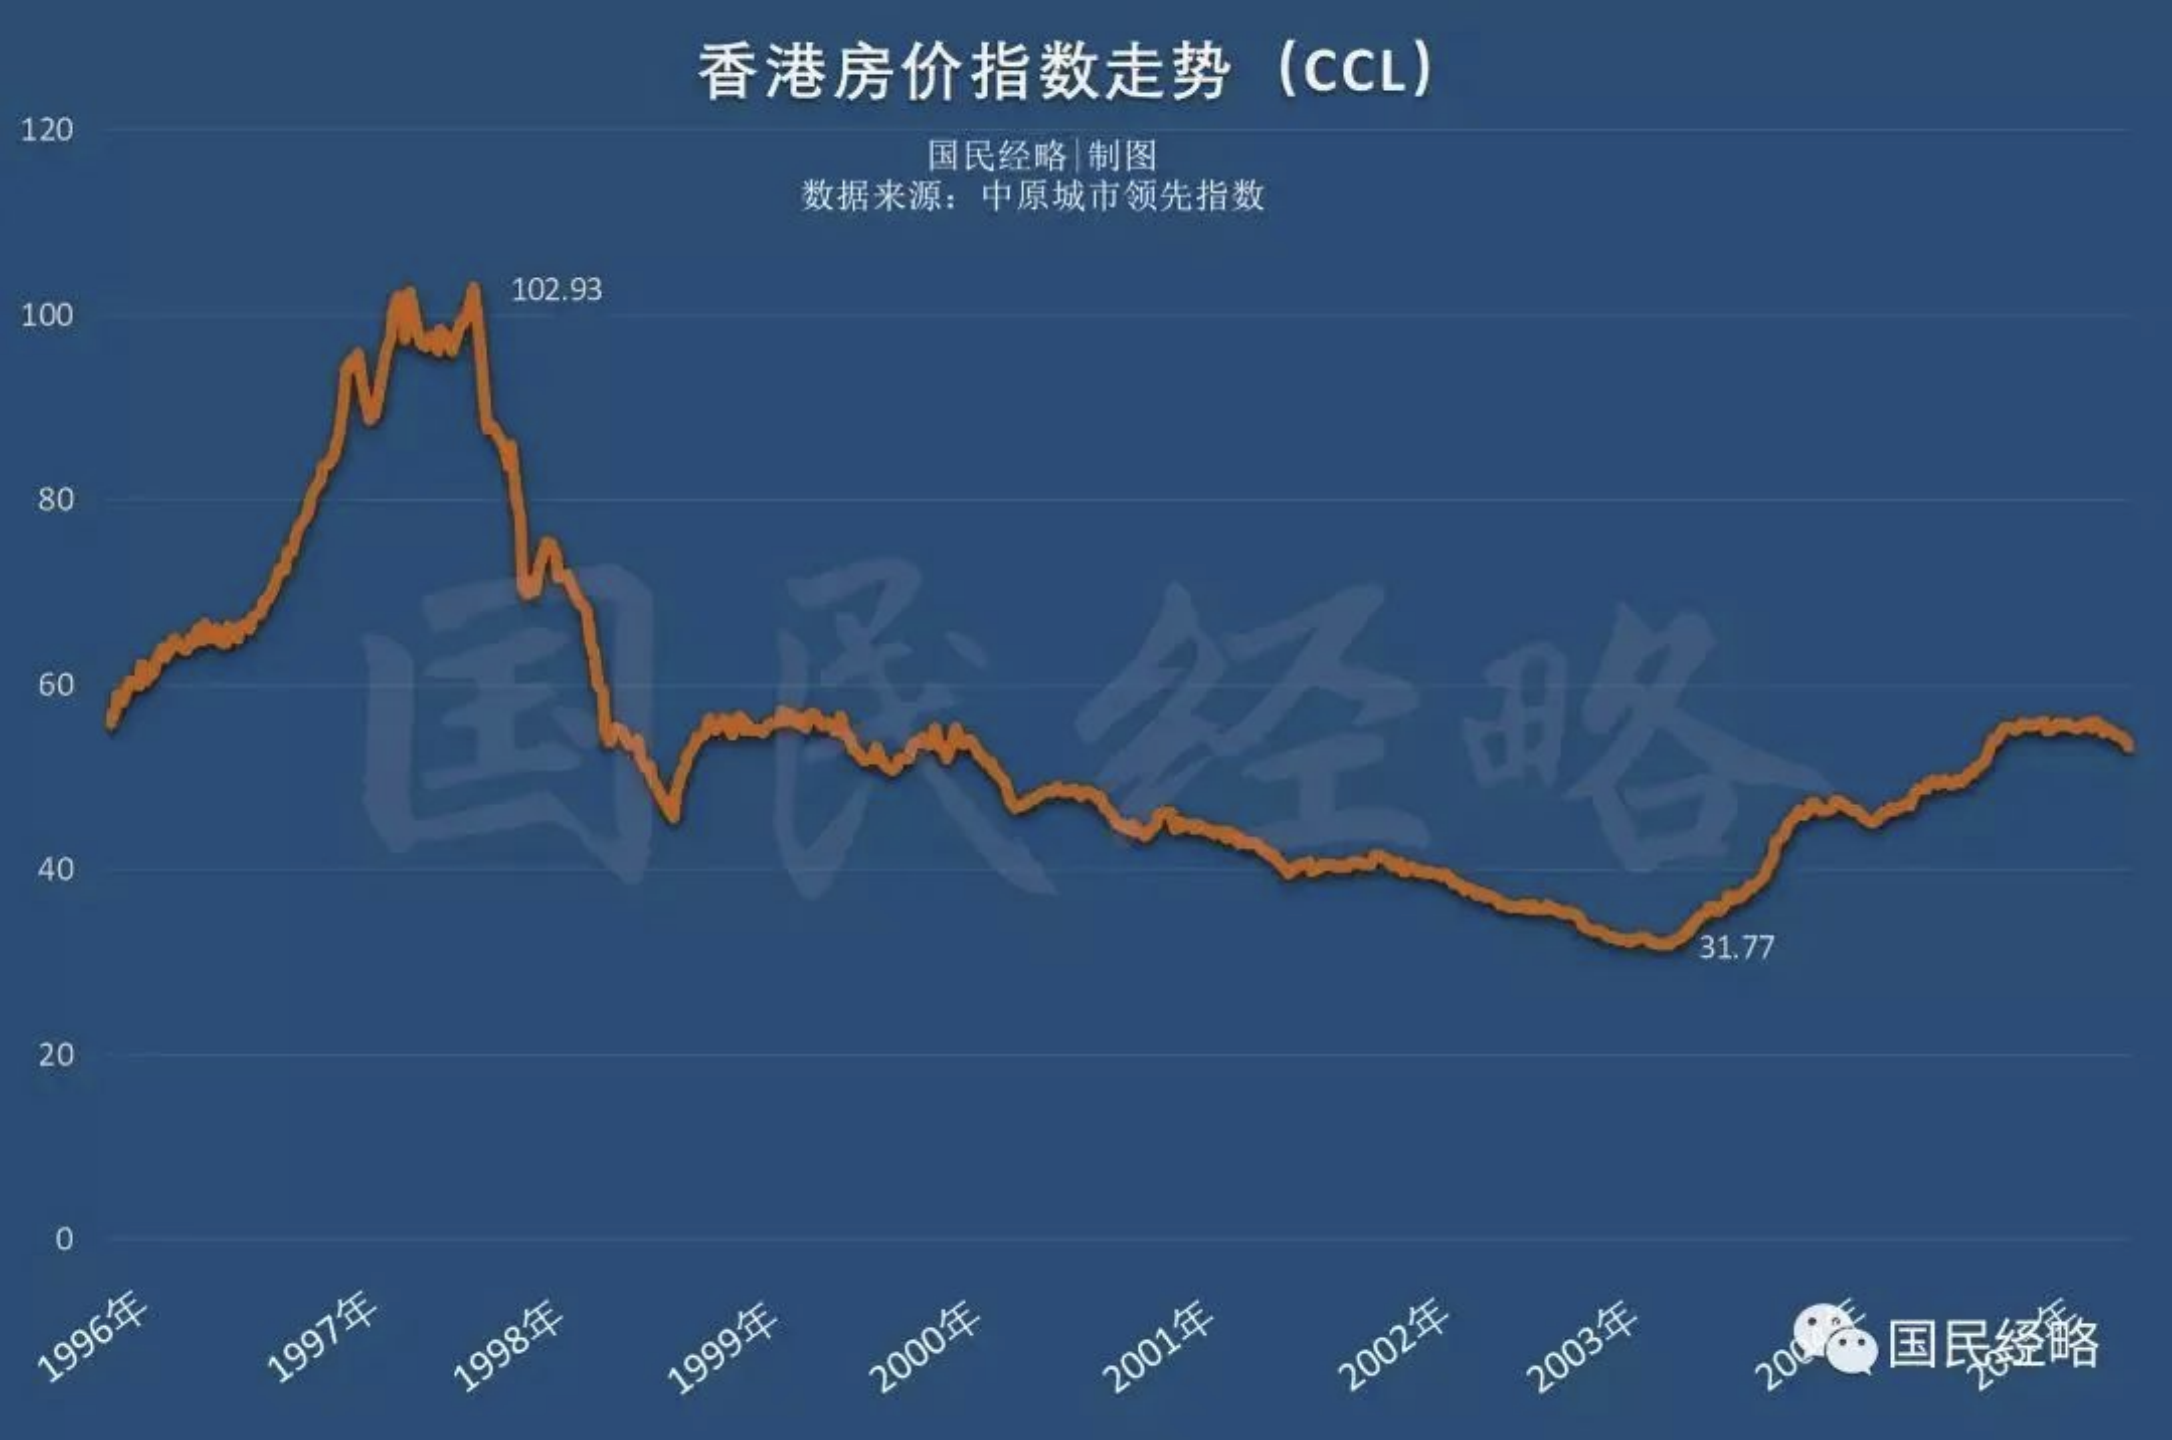 香港房价指数走势（CCL）
120
国民经略|制图
数据来源：中原城市领先指数
102.93
100
80
国民经略
60
40
31.77
20
0
1996年
1997年
1998年
1999年
2000年
2001年
2002年
2003年
国民经略